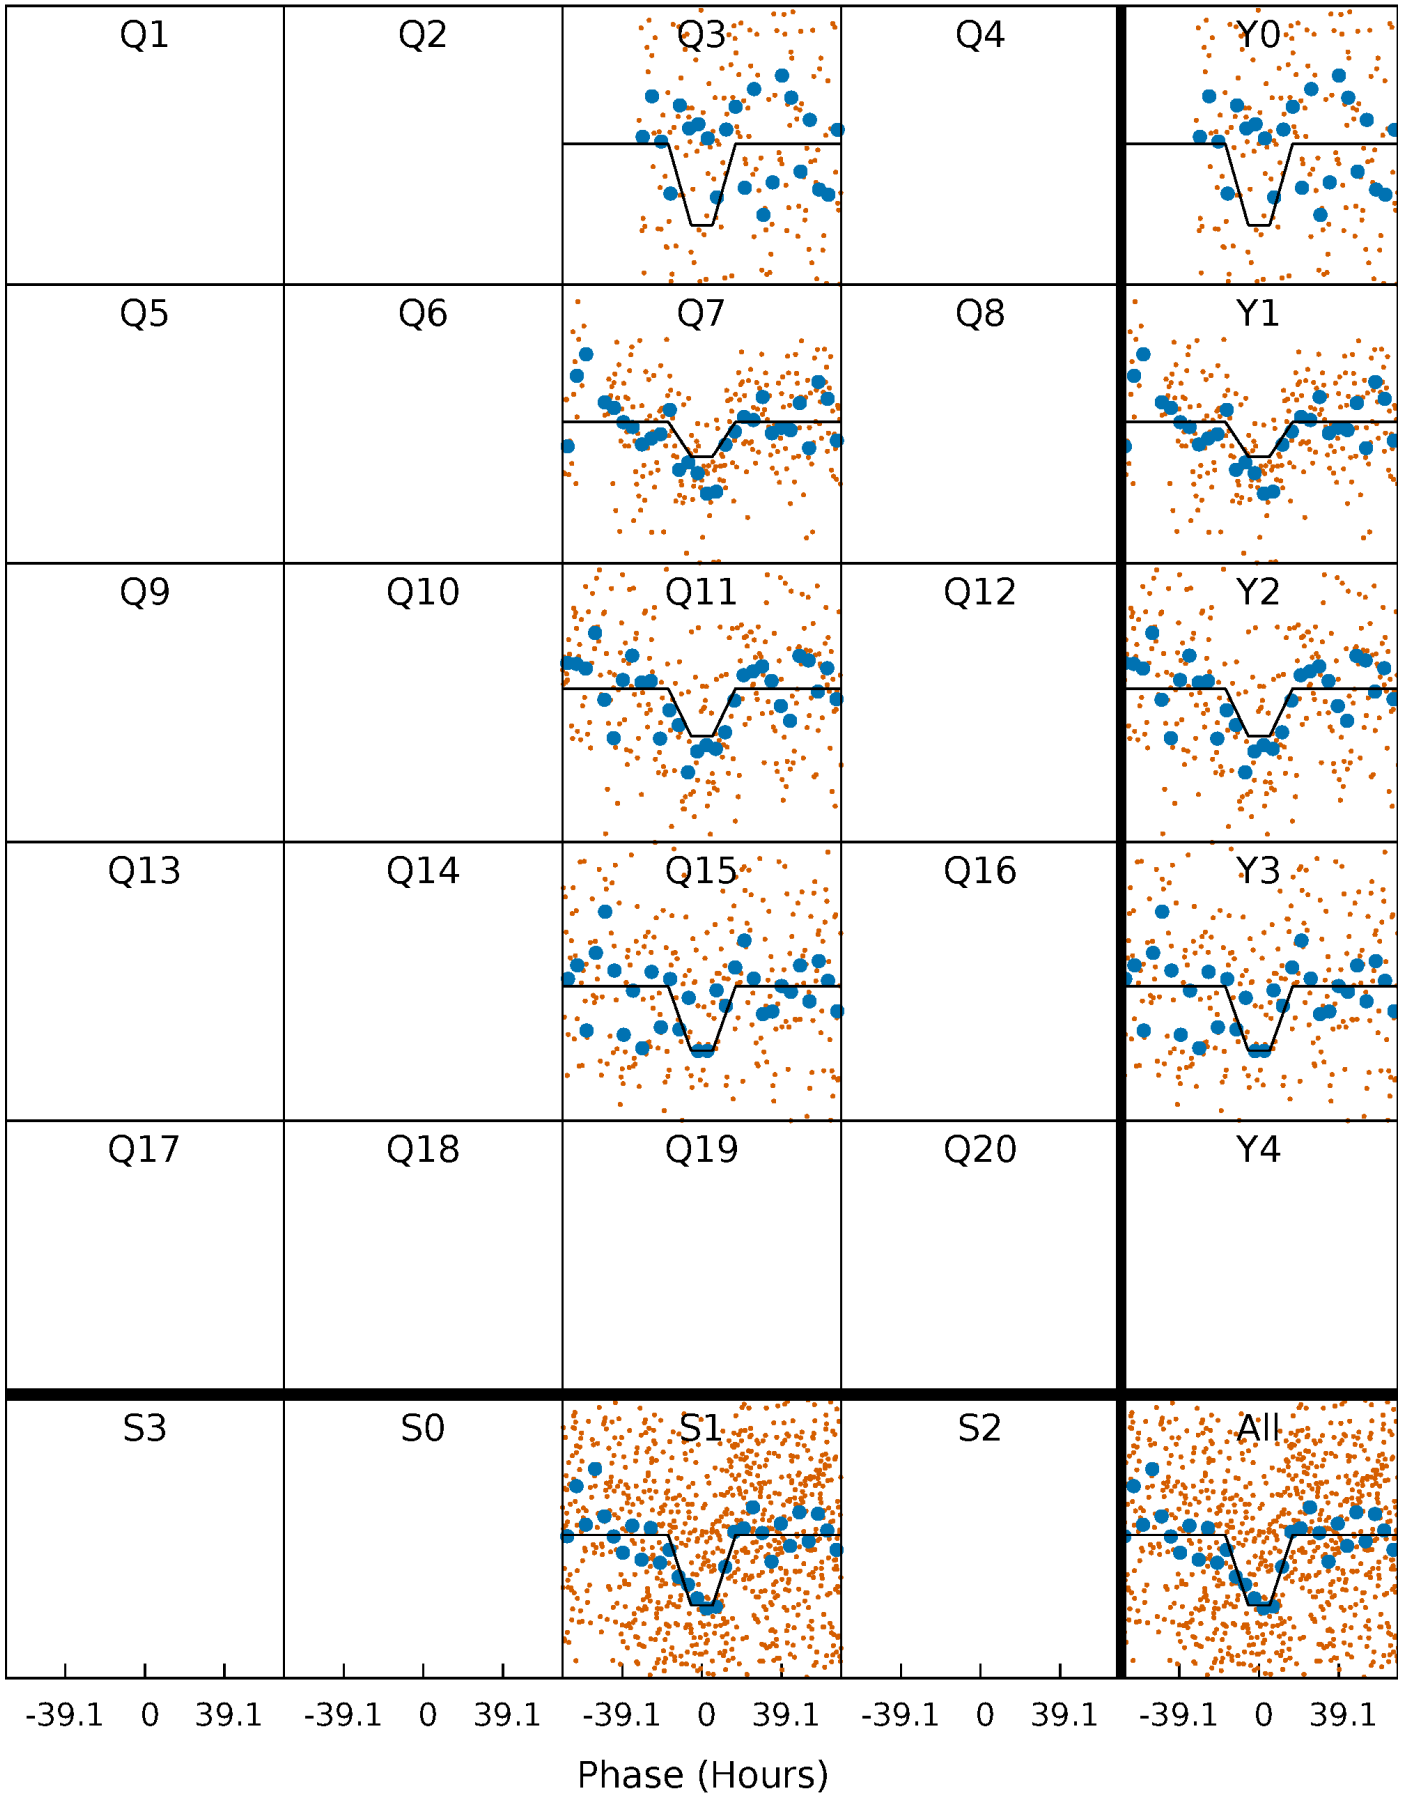 Q1 Q2 Q3 Q4 Y0
Q5 Q6 Q7 Q8 Y1
Q9 Q10 Q11 Q12 Y2
Q13 Q14 Q15 Q16 Y3
Q17 Q18 Q19 Q20 Y4
S3 S0 S1 S2 All
-39.1 0 39.1 -39.1 0 39.1 -39.1 0 39.1 -39.1 0 39.1 -39.1 0 39.1
Phase (Hours)